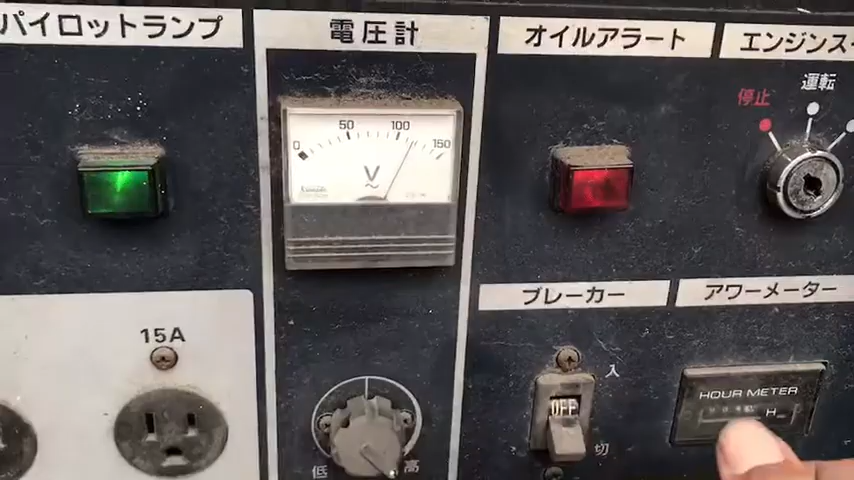 パイロットランプ
電圧計
オイルアラート
エンジンス
停止
運転
0
50
100
150
V
15A
ブレーカー
アワーメーター
入
OFF
切
HOUR METER
H
低
高